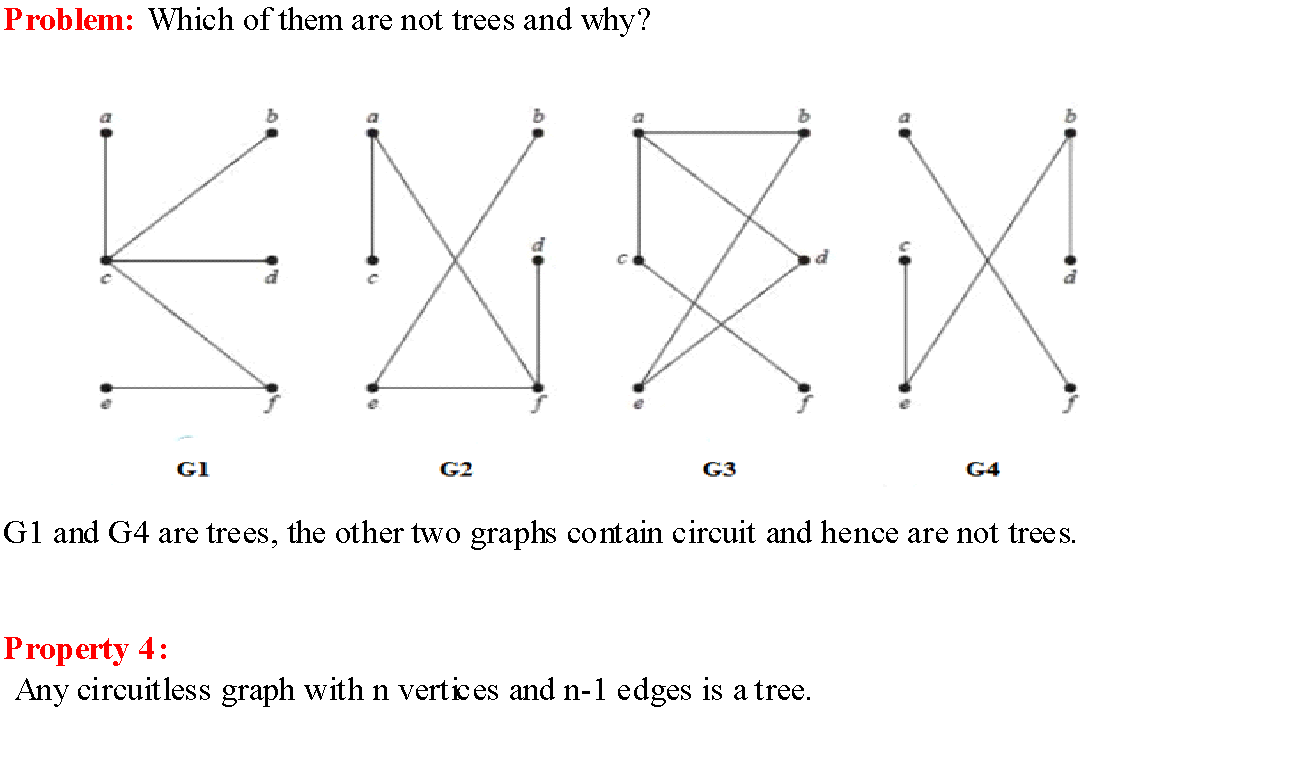 Problem: Which of them are not trees and why?
a b a b a b a b
d c
c d c c d d
e f e f e f e f
G1 G2 G3 G4
G1 and G4 are trees, the other two graphs contain circuit and hence are not trees.
Property 4:
Any circuitless graph with n vertices and n-1 edges is a tree.